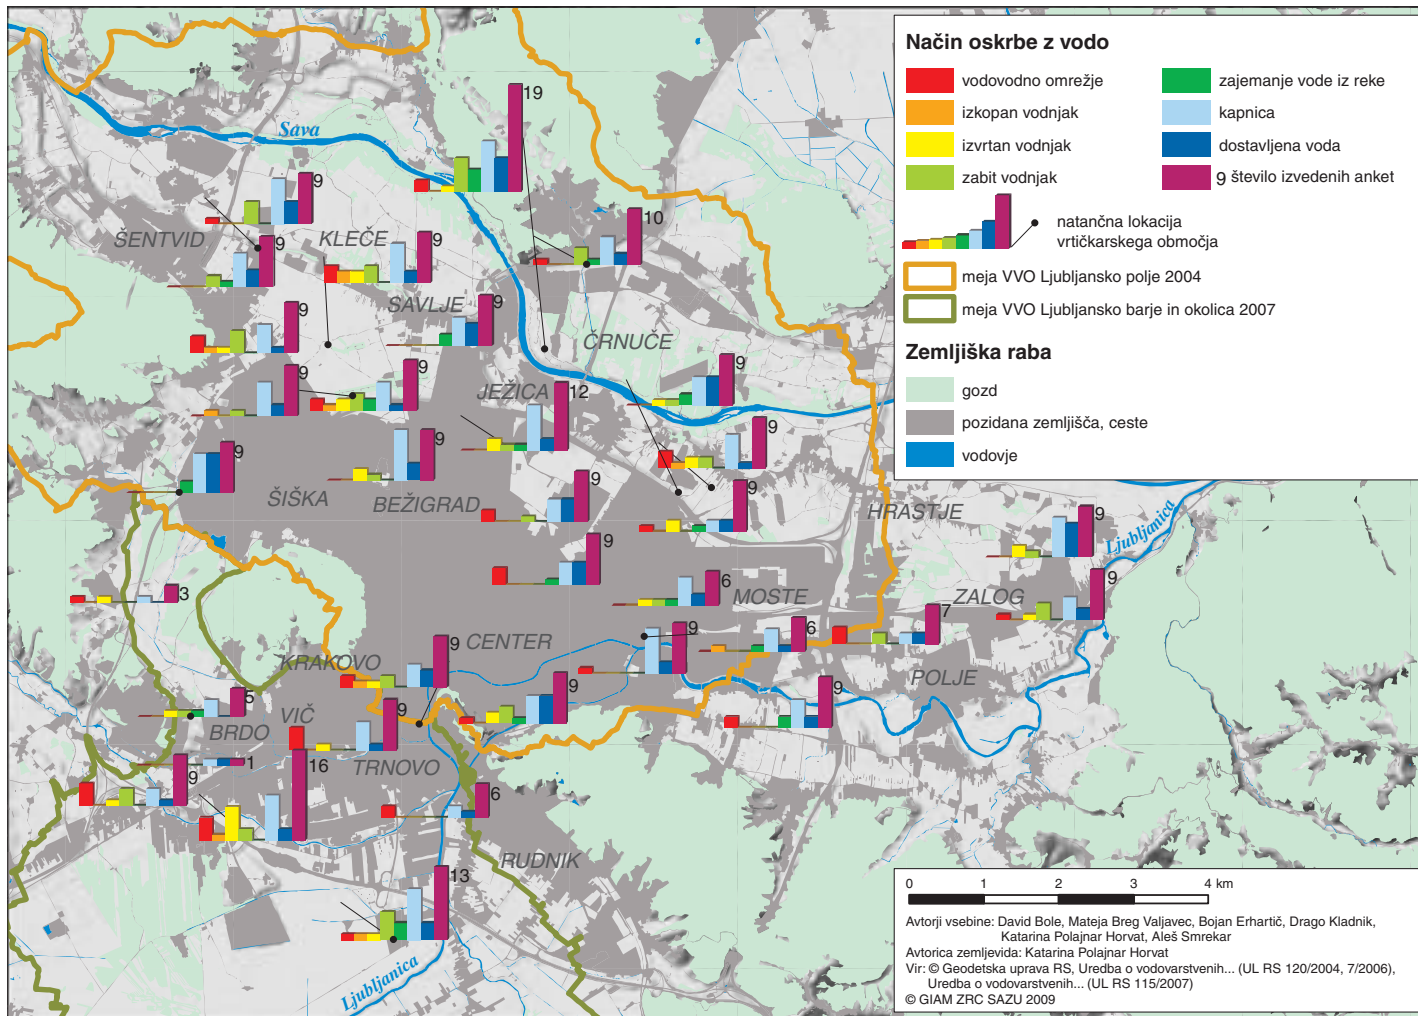 Način oskrbe z vodo
vodovodno omrežje
izkopan vodnjak
izvrtan vodnjak
zabit vodnjak
zajemanje vode iz reke
kapnica
dostavljena voda
9 število izvedenih anket
natančna lokacija
vrtičkarskega območja
meja VVO Ljubljansko polje 2004
meja VVO Ljubljansko barje in okolica 2007
Zemljiška raba
gozd
pozidana zemljišča, ceste
vodovje
Sava
19
9
10
ŠENTVID
KLEČE
9
9
SAVLJE
9
9
ČRNUČE
9
9
9
JEŽICA
12
9
9
9
ŠIŠKA
BEŽIGRAD
9
9
HRASTJE
9
Ljubljanica
9
3
6
MOSTE
ZALOG
9
7
9
CENTER
9
6
KRAKOVO
POLJE
5
VIČ
BRDO
9
9
9
TRNOVO
1
16
9
6
RUDNIK
13
Ljubljanica
0 1 2 3 4 km
Avtorji vsebine: David Bole, Mateja Breg Valjavec, Bojan Erhartič, Drago Kladnik,
Katarina Polajnar Horvat, Aleš Smrekar
Avtorica zemljevida: Katarina Polajnar Horvat
Vir: © Geodetska uprava RS, Uredba o vodovarstvenih... (UL RS 120/2004, 7/2006),
Uredba o vodovarstvenih... (UL RS 115/2007)
© GIAM ZRC SAZU 2009